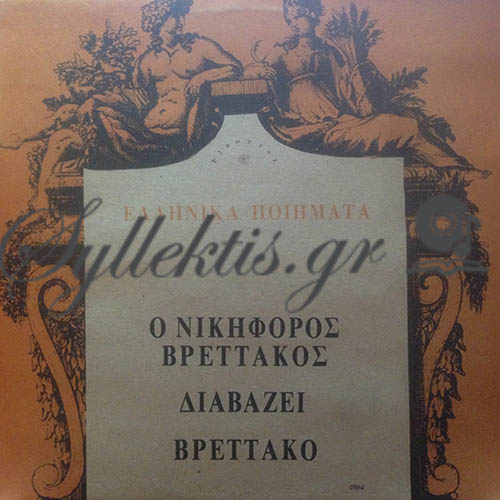 ΕΛΛΗΝΙΚΑ ΠΟΙΗΜΑΤΑ
Syllektis.gr
Ο ΝΙΚΗΦΟΡΟΣ
ΒΡΕΤΤΑΚΟΣ
ΔΙΑΒΑΖΕΙ
ΒΡΕΤΤΑΚΟ